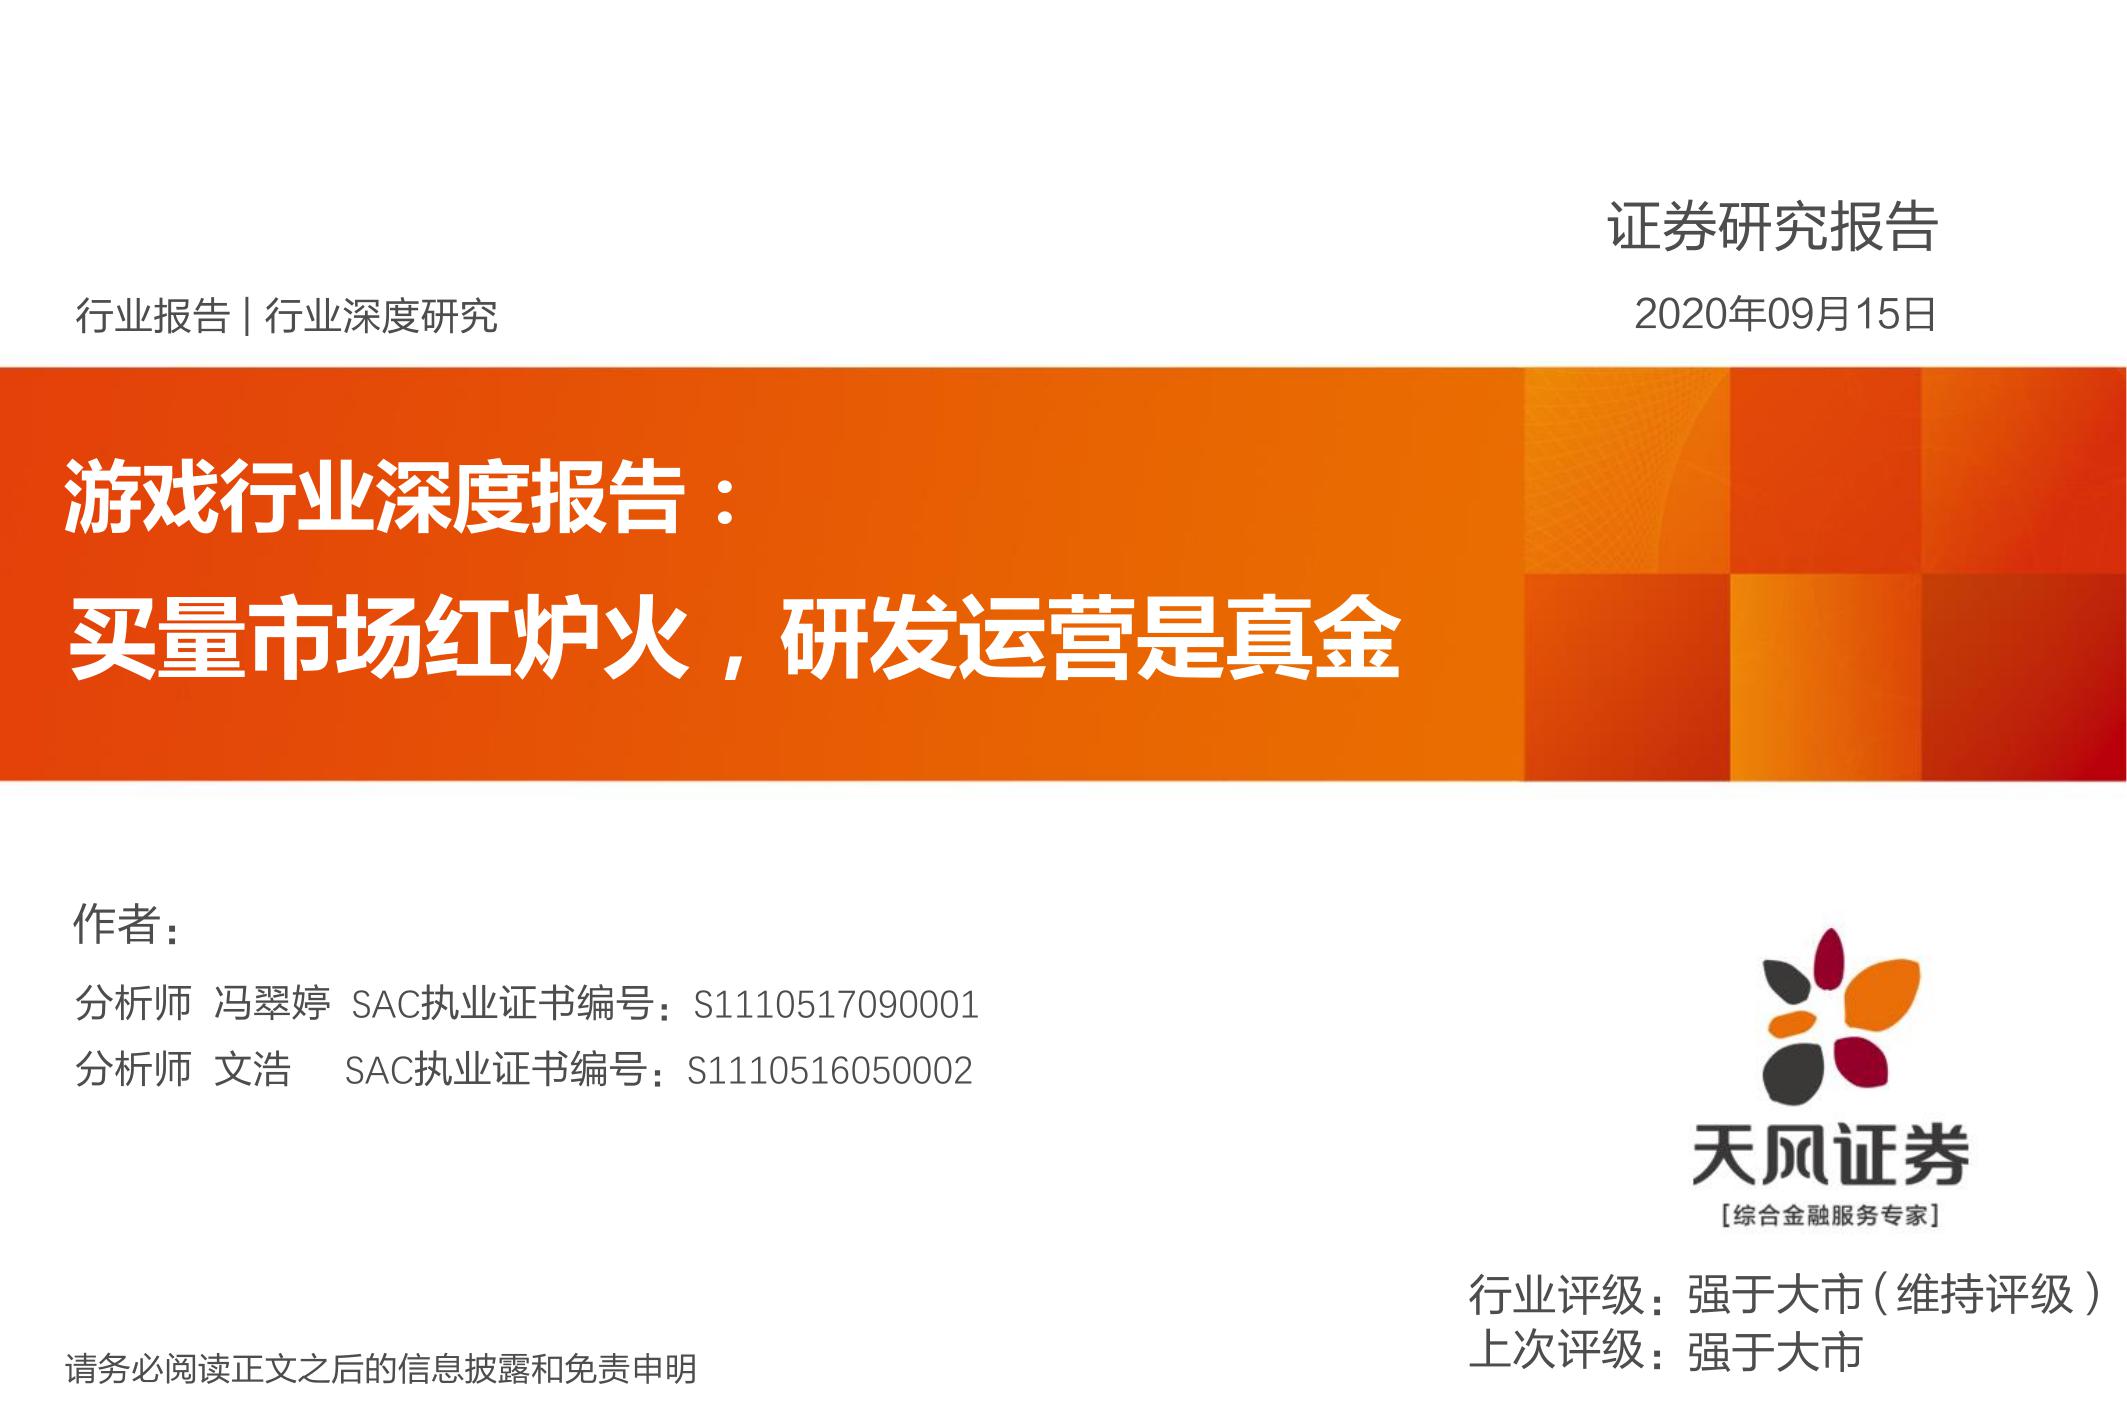 证券研究报告
行业报告 | 行业深度研究
2020年09月15日
游戏行业深度报告：
买量市场红炉火，研发运营是真金
作者：
分析师 冯翠婷 SAC执业证书编号：S1110517090001
分析师 文浩 SAC执业证书编号：S1110516050002
天风证券
[综合金融服务专家]
行业评级：强于大市（维持评级）
上次评级：强于大市
请务必阅读正文之后的信息披露和免责申明